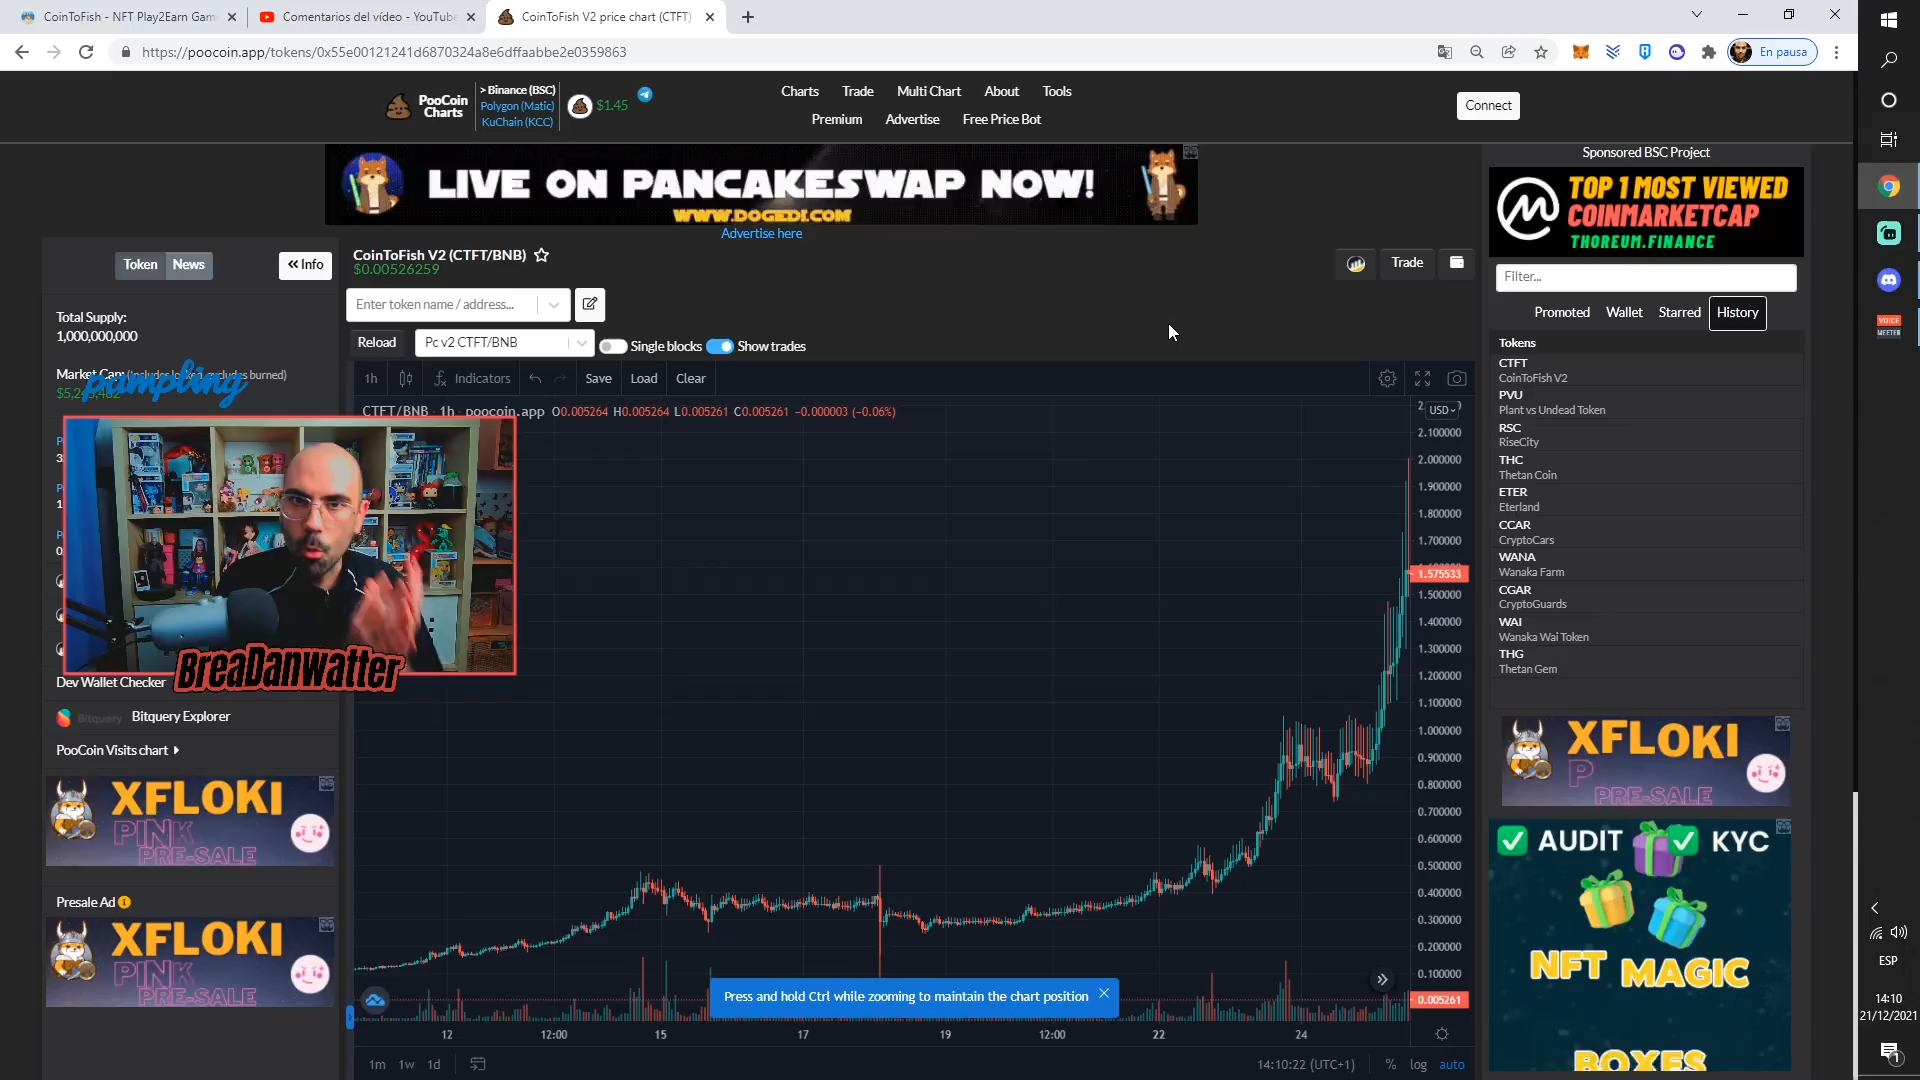 CoinToFish - NFT Play2Earn Gam
Comentarios del vídeo - YouTube
CoinToFish V2 price chart (CTFT)
https://poocoin.app/tokens/0x55e00121241d6870324a8e6dffaabbe2e0359863
En pausa
PooCoin Charts
> Binance (BSC)
Polygon (Matic)
KuChain (KCC)
$1.45
Charts Trade Multi Chart About Tools
Premium Advertise Free Price Bot
Connect
LIVE ON PANCAKESWAP NOW!
WWW.DOGEDI.COM
Advertise here
Sponsored BSC Project
TOP 1 MOST VIEWED
COINMARKETCAP
THOREUM.FINANCE
Token News
Info
CoinToFish V2 (CTFT/BNB)
$0.00526259
Trade
Filter...
Enter token name / address...
Promoted Wallet Starred History
Total Supply:
1,000,000,000
Reload
Pc v2 CTFT/BNB
Single blocks
Show trades
Market Cap: (includes locked, excludes burned)
pampling
1h
Indicators
Save
Load
Clear
CTFT/BNB · 1h · poocoin.app O0.005264 H0.005264 L0.005261 C0.005261 −0.000003 (−0.06%)
USD
2.100000
2.000000
1.900000
1.800000
1.700000
1.575533
1.500000
1.400000
1.300000
1.200000
1.100000
1.000000
0.900000
0.800000
0.700000
0.600000
0.500000
0.400000
0.300000
0.200000
0.100000
0.005261
Tokens
CTFT
CoinToFish V2
PVU
Plant vs Undead Token
RSC
RiseCity
THC
Thetan Coin
ETER
Eterland
CCAR
CryptoCars
WANA
Wanaka Farm
CGAR
CryptoGuards
WAI
Wanaka Wai Token
THG
Thetan Gem
BreaDanwatter
Dev Wallet Checker
Bitquery
Bitquery Explorer
PooCoin Visits chart
XFLOKI
PINK
PRE-SALE
Presale Ad
XFLOKI
PINK
PRE-SALE
XFLOKI
P
PRE-SALE
AUDIT
KYC
NFT MAGIC
BOXES
Press and hold Ctrl while zooming to maintain the chart position
12 12:00 15 17 19 12:00 22 24
1m 1w 1d
14:10:22 (UTC+1)
% log auto
VOICE
MEETER
ESP
14:10
21/12/2021
1